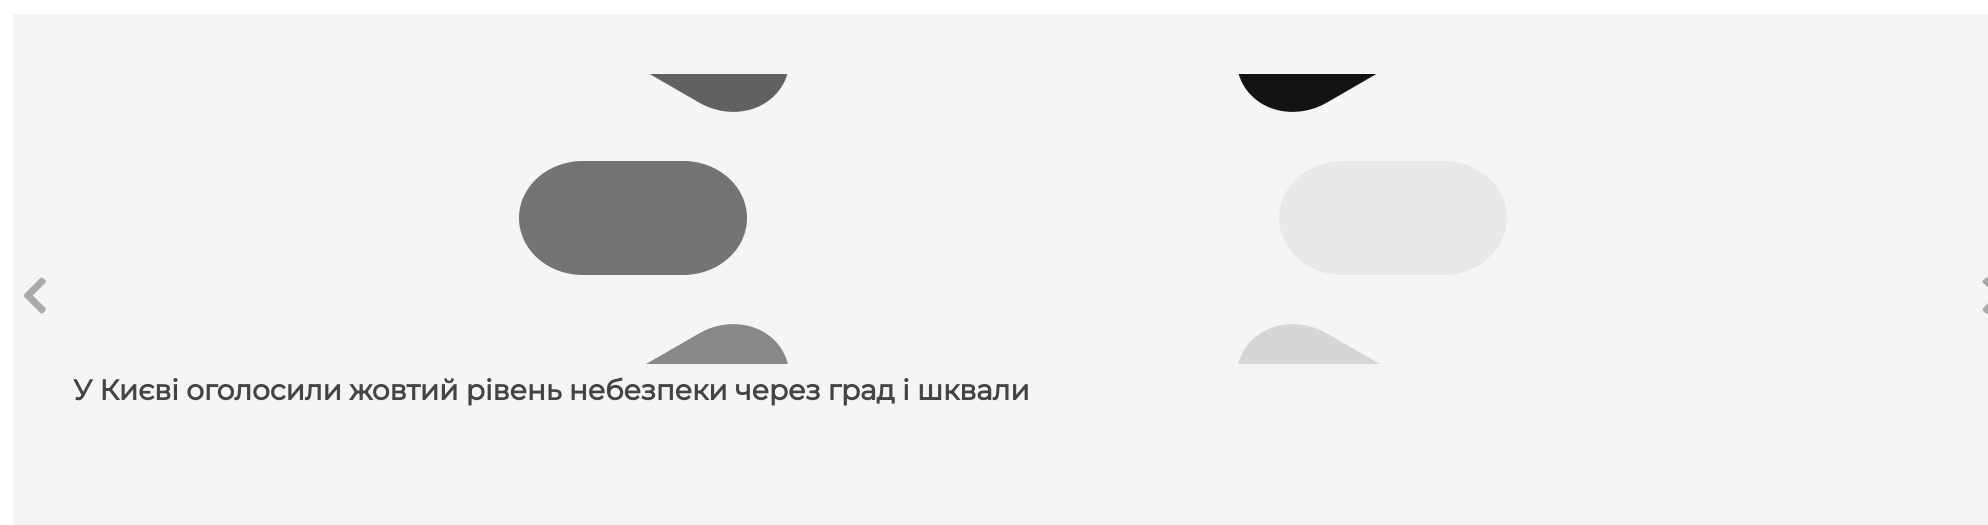 У Києві оголосили жовтий рівень небезпеки через град і шквали